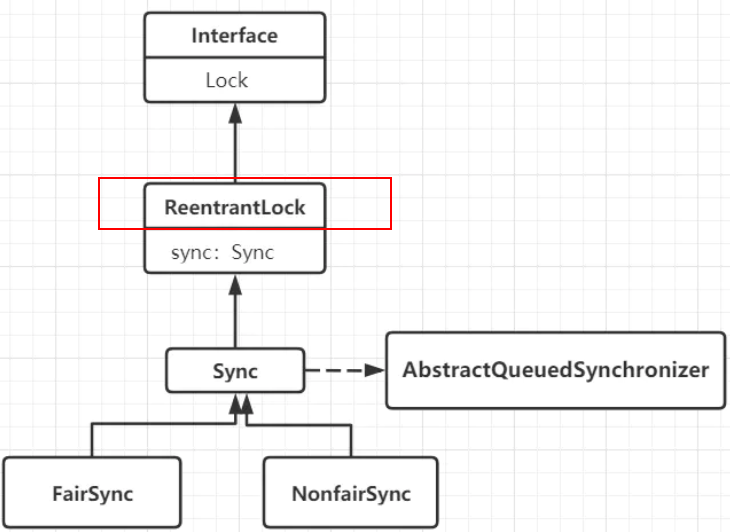 Interface
Lock
ReentrantLock
sync: Sync
Sync
AbstractQueuedSynchronizer
FairSync
NonfairSync